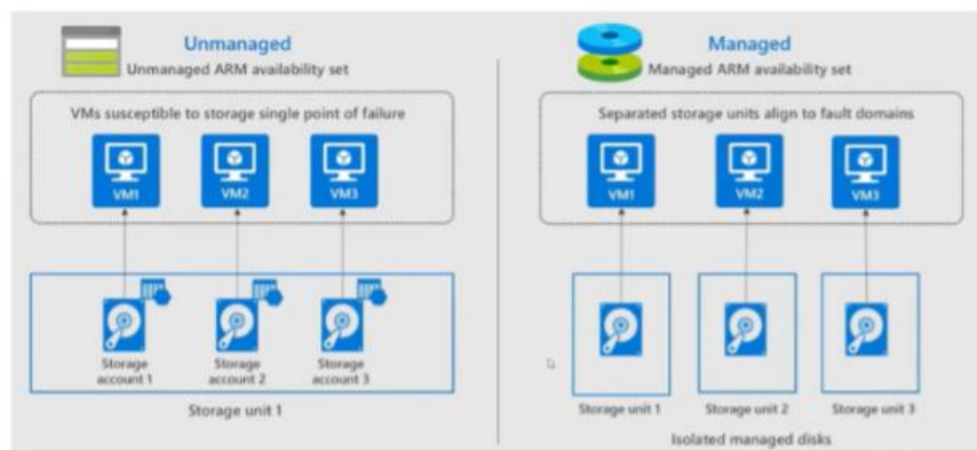 Unmanaged
Unmanaged ARM availability set
VMs susceptible to storage single point of failure
VM1 VM2 VM3
Storage account 1
Storage account 2
Storage account 3
Storage unit 1
Managed
Managed ARM availability set
Separated storage units align to fault domains
VM1 VM2 VM3
Storage unit 1 Storage unit 2 Storage unit 3
Isolated managed disks